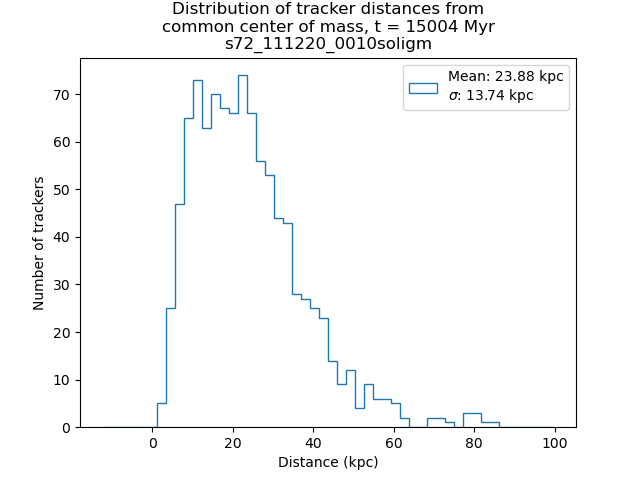 Distribution of tracker distances from
common center of mass, t = 15004 Myr
s72_111220_0010soligm
Mean: 23.88 kpc
σ: 13.74 kpc
Number of trackers
70
60
50
40
30
20
10
0
0 20 40 60 80 100
Distance (kpc)